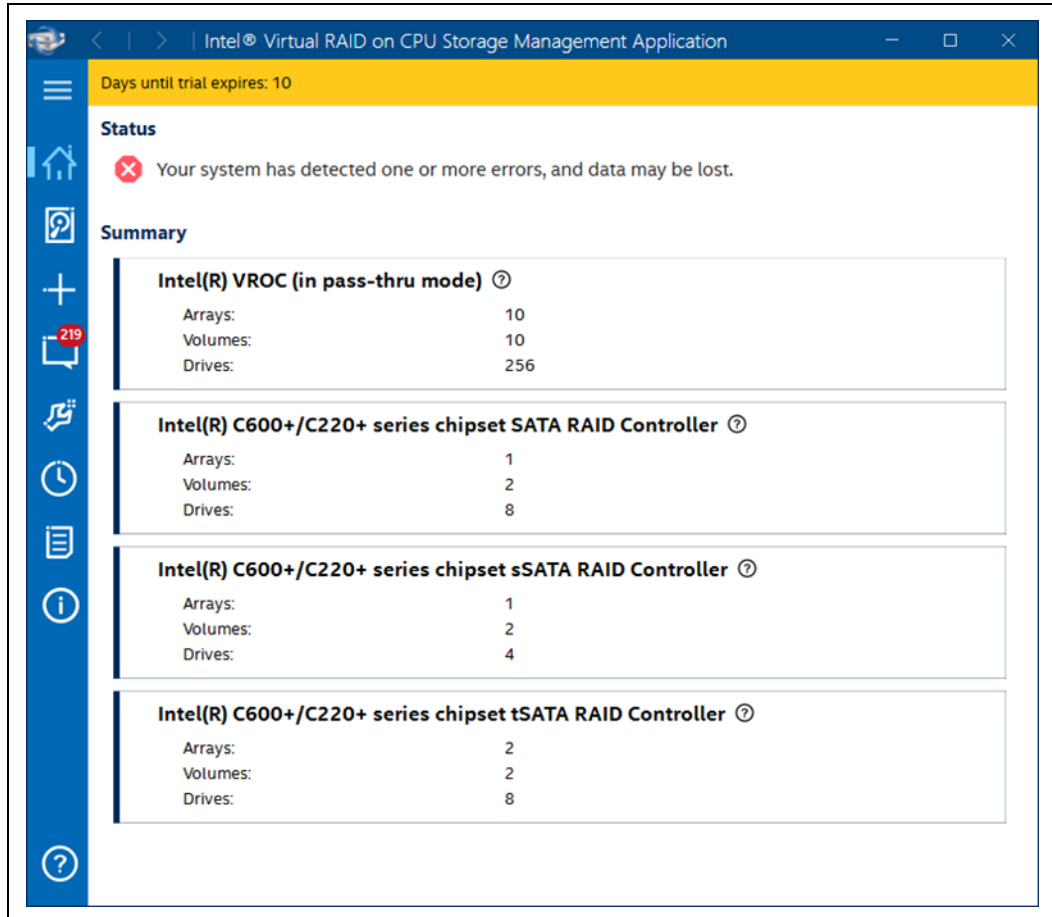 Intel® Virtual RAID on CPU Storage Management Application
Days until trial expires: 10
Status
Your system has detected one or more errors, and data may be lost.
219
Summary
Intel(R) VROC (in pass-thru mode) ?
Arrays: 10
Volumes: 10
Drives: 256
Intel(R) C600+/C220+ series chipset SATA RAID Controller ?
Arrays: 1
Volumes: 2
Drives: 8
Intel(R) C600+/C220+ series chipset sSATA RAID Controller ?
Arrays: 1
Volumes: 2
Drives: 4
Intel(R) C600+/C220+ series chipset tSATA RAID Controller ?
Arrays: 2
Volumes: 2
Drives: 8
?